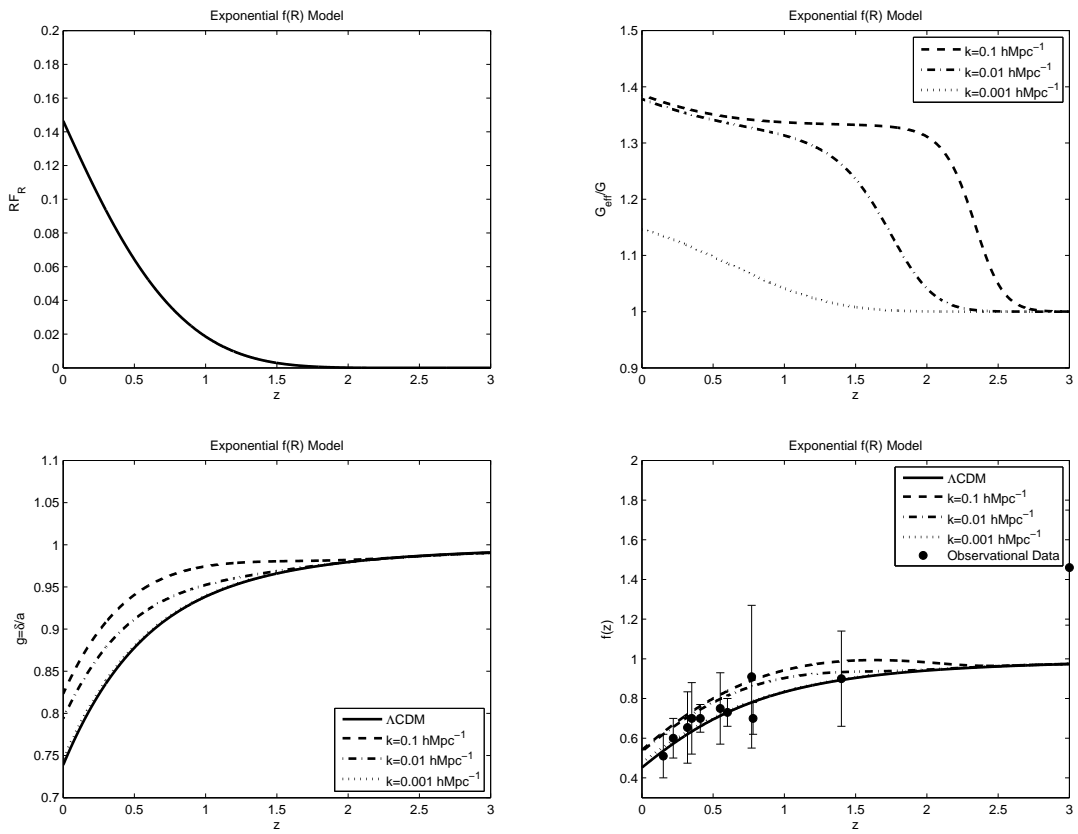 Exponential f(R) Model
0.2
0.18
0.16
0.14
0.12
0.1
0.08
0.06
0.04
0.02
0
RF_R
0 0.5 1 1.5 2 2.5 3
z
Exponential f(R) Model
1.5
1.4
1.3
1.2
1.1
1
0.9
G_eff/G
k=0.1 hMpc⁻¹
k=0.01 hMpc⁻¹
k=0.001 hMpc⁻¹
0 0.5 1 1.5 2 2.5 3
z
Exponential f(R) Model
1.1
1.05
1
0.95
0.9
0.85
0.8
0.75
0.7
g=δ/a
ΛCDM
k=0.1 hMpc⁻¹
k=0.01 hMpc⁻¹
k=0.001 hMpc⁻¹
0 0.5 1 1.5 2 2.5 3
z
Exponential f(R) Model
2
1.8
1.6
1.4
1.2
1
0.8
0.6
0.4
f(z)
ΛCDM
k=0.1 hMpc⁻¹
k=0.01 hMpc⁻¹
k=0.001 hMpc⁻¹
Observational Data
0 0.5 1 1.5 2 2.5 3
z